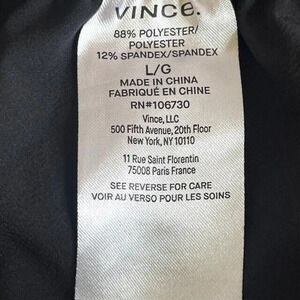 VINCE.
88% POLYESTER/
POLYESTER
12% SPANDEX/SPANDEX
L/G
MADE IN CHINA
FABRIQUÉ EN CHINE
RN#106730
Vince, LLC
500 Fifth Avenue, 20th Floor
New York, NY 10110
11 Rue Saint Florentin
75008 Paris France
SEE REVERSE FOR CARE
VOIR AU VERSO POUR LES SOINS